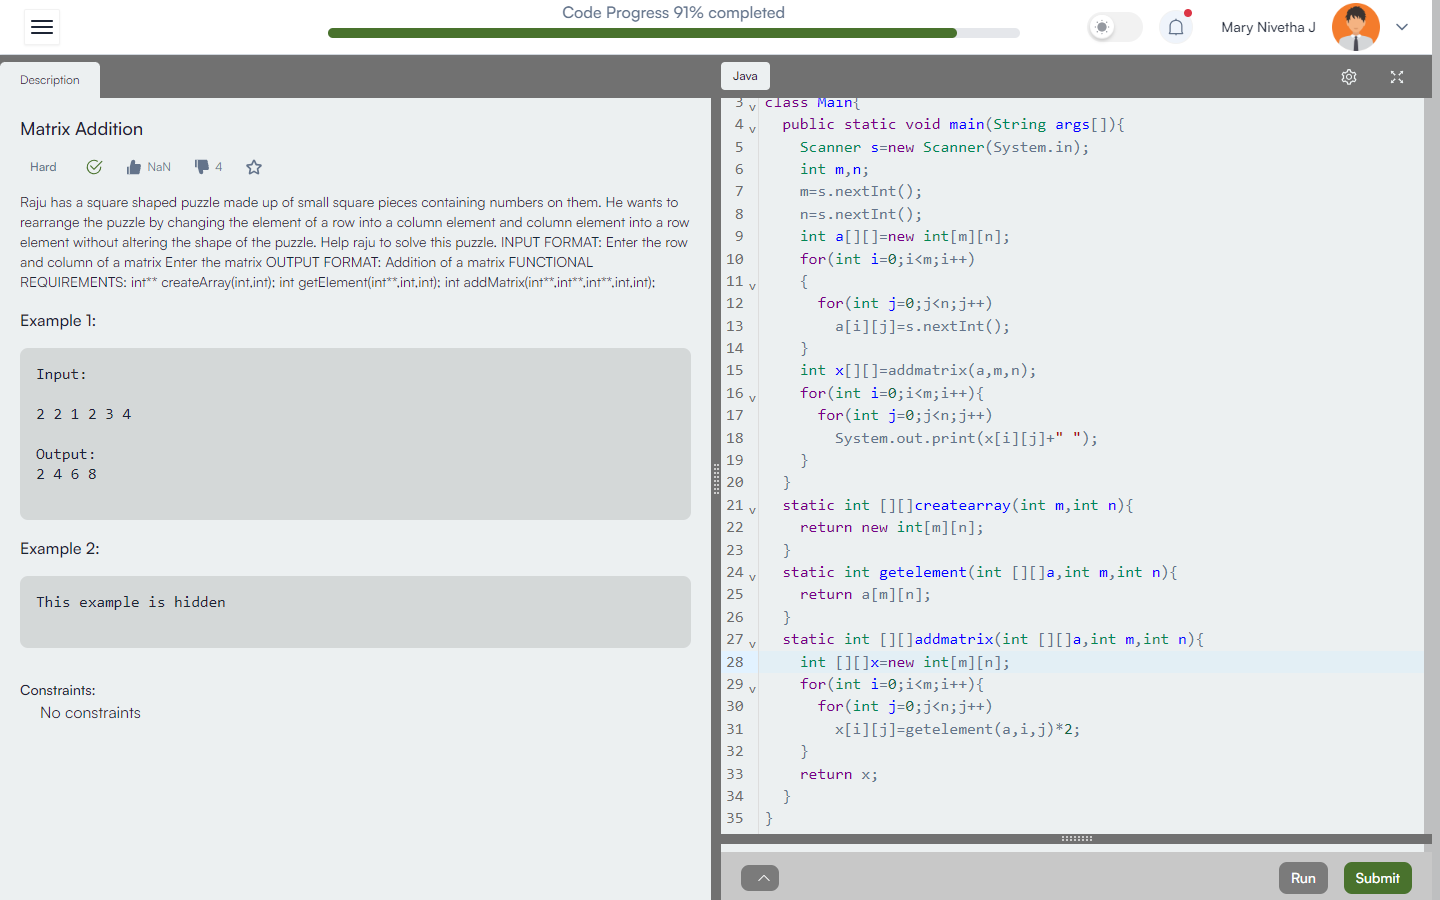 Code Progress 91% completed
Mary Nivetha J
Description
Java
Matrix Addition
Hard
NaN
4
Raju has a square shaped puzzle made up of small square pieces containing numbers on them. He wants to
rearrange the puzzle by changing the element of a row into a column element and column element into a row
element without altering the shape of the puzzle. Help raju to solve this puzzle. INPUT FORMAT: Enter the row
and column of a matrix Enter the matrix OUTPUT FORMAT: Addition of a matrix FUNCTIONAL
REQUIREMENTS: int** createArray(int,int); int getElement(int**,int,int); int addMatrix(int**,int**,int**,int,int);
Example 1:
Input:
2 2 1 2 3 4
Output:
2 4 6 8
Example 2:
This example is hidden
Constraints:
No constraints
3 class Main{
4 public static void main(String args[]){
5 Scanner s=new Scanner(System.in);
6 int m,n;
7 m=s.nextInt();
8 n=s.nextInt();
9 int a[][]=new int[m][n];
10 for(int i=0;i<m;i++)
11 {
12 for(int j=0;j<n;j++)
13 a[i][j]=s.nextInt();
14 }
15 int x[][]=addmatrix(a,m,n);
16 for(int i=0;i<m;i++){
17 for(int j=0;j<n;j++)
18 System.out.print(x[i][j]+" ");
19 }
20 }
21 static int [][]createarray(int m,int n){
22 return new int[m][n];
23 }
24 static int getelement(int [][]a,int m,int n){
25 return a[m][n];
26 }
27 static int [][]addmatrix(int [][]a,int m,int n){
28 int [][]x=new int[m][n];
29 for(int i=0;i<m;i++){
30 for(int j=0;j<n;j++)
31 x[i][j]=getelement(a,i,j)*2;
32 }
33 return x;
34 }
35 }
Run
Submit